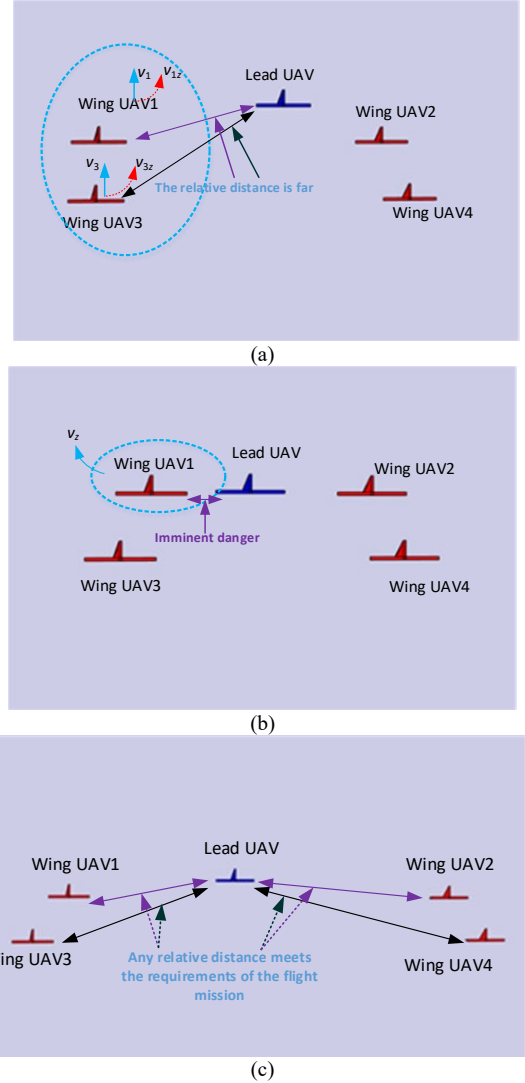 v1 v1z
Lead UAV
Wing UAV1
Wing UAV2
v3 v3z
The relative distance is far
Wing UAV4
Wing UAV3
(a)
vz
Wing UAV1
Lead UAV
Wing UAV2
Imminent danger
Wing UAV3
Wing UAV4
(b)
Lead UAV
Wing UAV1
Wing UAV2
ing UAV3
Wing UAV4
Any relative distance meets
the requirements of the flight
mission
(c)